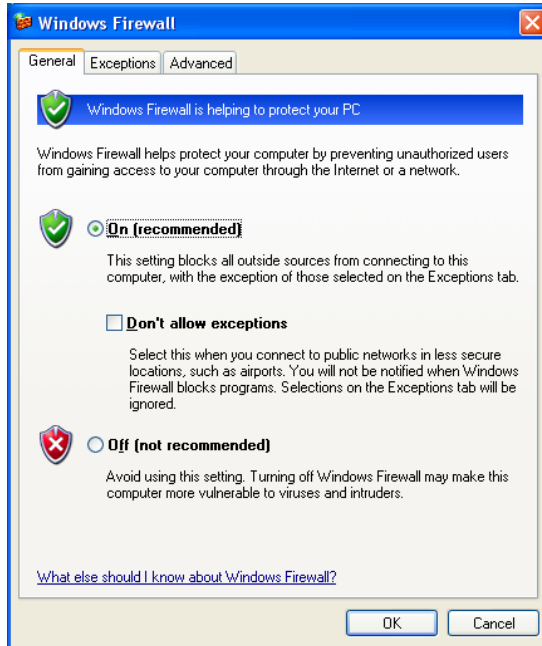 Windows Firewall
General Exceptions Advanced
Windows Firewall is helping to protect your PC
Windows Firewall helps protect your computer by preventing unauthorized users
from gaining access to your computer through the Internet or a network.
On (recommended)
This setting blocks all outside sources from connecting to this
computer, with the exception of those selected on the Exceptions tab.
Don't allow exceptions
Select this when you connect to public networks in less secure
locations, such as airports. You will not be notified when Windows
Firewall blocks programs. Selections on the Exceptions tab will be
ignored.
Off (not recommended)
Avoid using this setting. Turning off Windows Firewall may make this
computer more vulnerable to viruses and intruders.
What else should I know about Windows Firewall?
OK Cancel